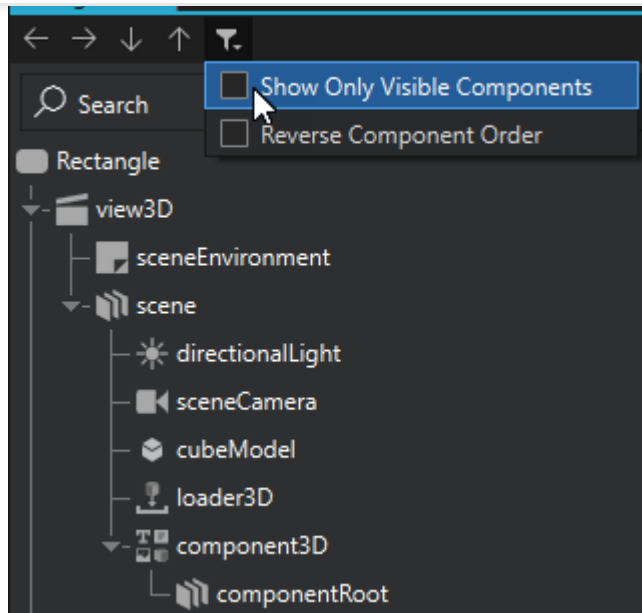 Show Only Visible Components
Search
Reverse Component Order
Rectangle
view3D
sceneEnvironment
scene
directionalLight
sceneCamera
cubeModel
loader3D
component3D
componentRoot